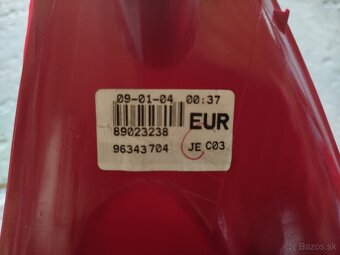 09-01-04 00:37
89023238 EUR
96343704 JE C03
Bazos.sk